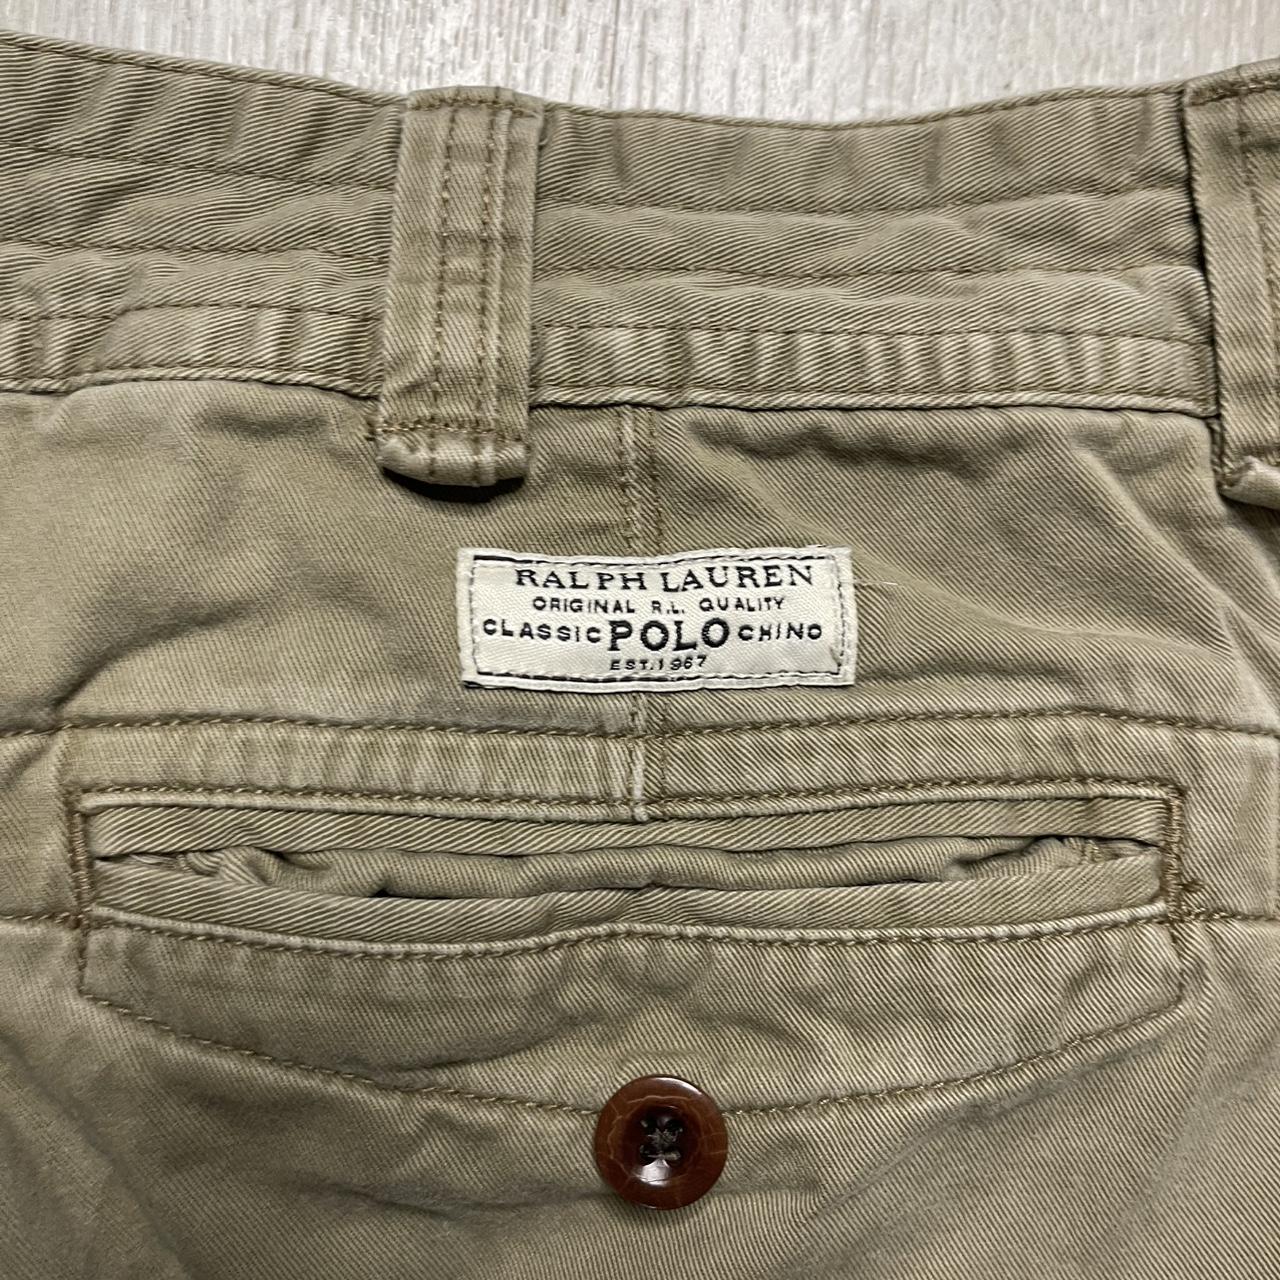 RALPH LAUREN
ORIGINAL R.L. QUALITY
CLASSIC POLO CHINO
EST. 1967